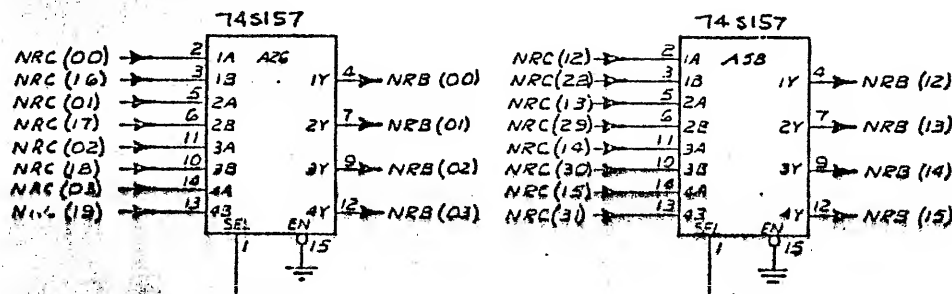 74S157
NRC (00) 2 1A A26
NRC (16) 3 1B 1Y 4 NRB (00)
NRC (01) 5 2A
NRC (17) 6 2B 2Y 7 NRB (01)
NRC (02) 11 3A
NRC (18) 10 3B 3Y 9 NRB (02)
NRC (03) 14 4A
(19) 13 4B 4Y 12 NRB (03)
SEL EN
1 15
74S157
NRC (12) 2 1A A5B
NRC (28) 3 1B 1Y 4 NRB (12)
NRC (13) 5 2A
NRC (29) 6 2B 2Y 7 NRB (13)
NRC (14) 11 3A
NRC (30) 10 3B 3Y 9 NRB (14)
NRC (15) 14 4A
NRC (31) 13 4B 4Y 12 NRB (15)
SEL EN
1 15